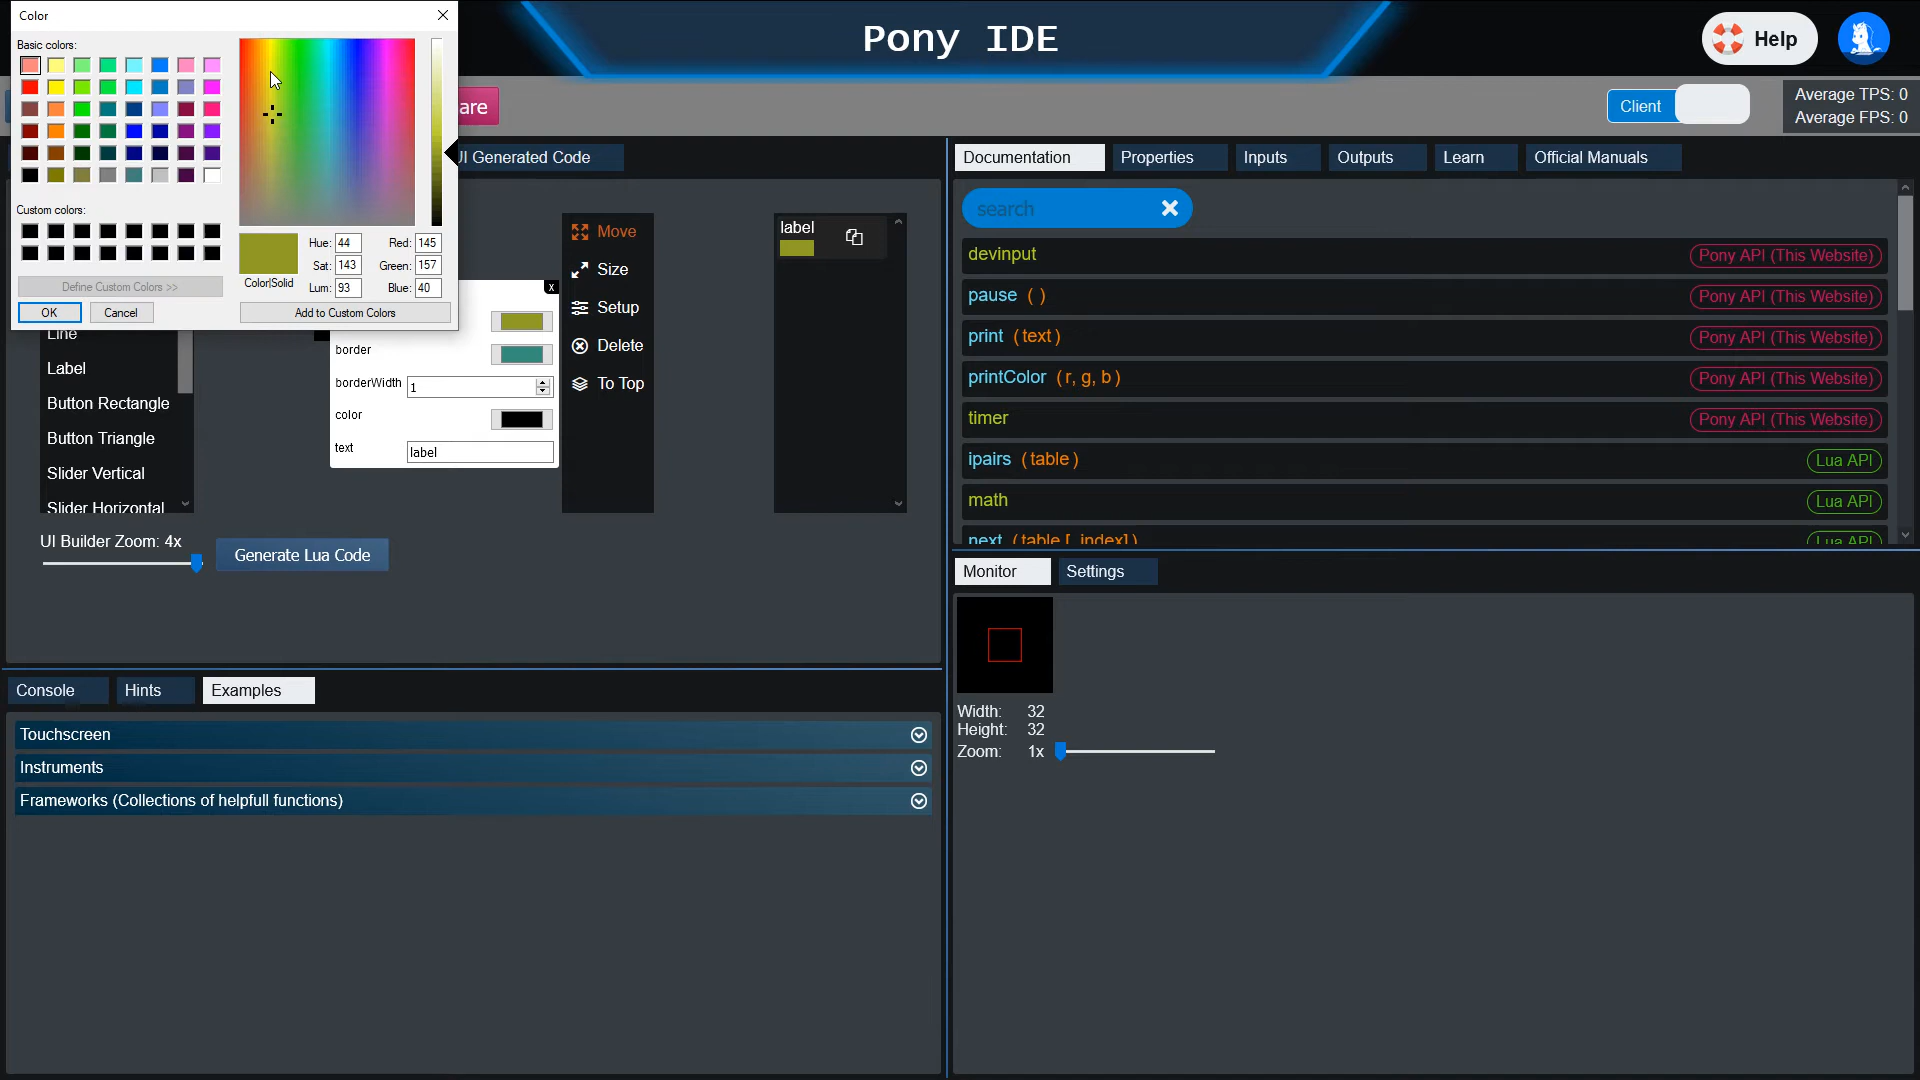 Color
Basic colors:
Custom colors:
Define Custom Colors >>
OK
Cancel
Color|Solid
Hue: 44
Sat: 143
Lum: 93
Red: 145
Green: 157
Blue: 40
Add to Custom Colors
Pony IDE
Help
are
Client
Average TPS: 0
Average FPS: 0
UI Generated Code
Line
Label
Button Rectangle
Button Triangle
Slider Vertical
Slider Horizontal
x
border
borderWidth 1
color
text label
Move
Size
Setup
Delete
To Top
label
UI Builder Zoom: 4x
Generate Lua Code
Documentation
Properties
Inputs
Outputs
Learn
Official Manuals
search
devinput Pony API (This Website)
pause ( ) Pony API (This Website)
print (text) Pony API (This Website)
printColor (r, g, b) Pony API (This Website)
timer Pony API (This Website)
ipairs (table) Lua API
math Lua API
next (table [, index]) Lua API
Console
Hints
Examples
Touchscreen
Instruments
Frameworks (Collections of helpfull functions)
Monitor
Settings
Width: 32
Height: 32
Zoom: 1x